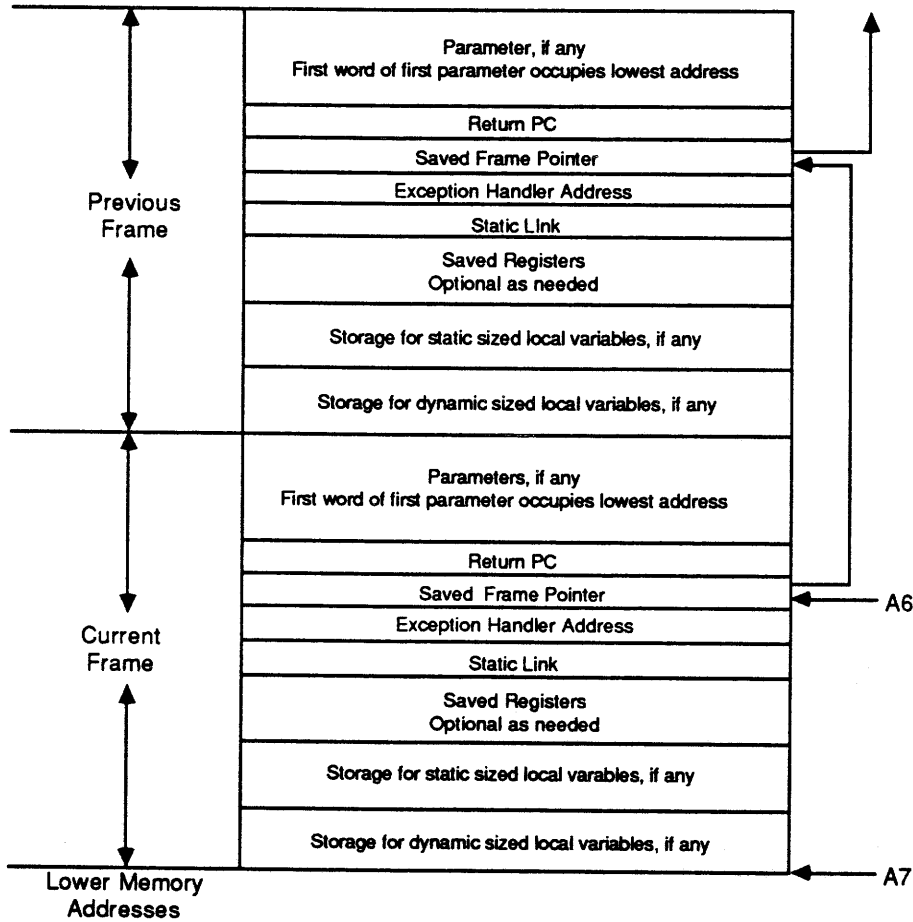 Parameter, if any
First word of first parameter occupies lowest address
Return PC
Saved Frame Pointer
Exception Handler Address
Static Link
Saved Registers
Optional as needed
Storage for static sized local variables, if any
Storage for dynamic sized local variables, if any
Previous
Frame
Parameters, if any
First word of first parameter occupies lowest address
Return PC
Saved Frame Pointer
A6
Exception Handler Address
Static Link
Saved Registers
Optional as needed
Storage for static sized local varables, if any
Storage for dynamic sized local variables, if any
Current
Frame
A7
Lower Memory
Addresses